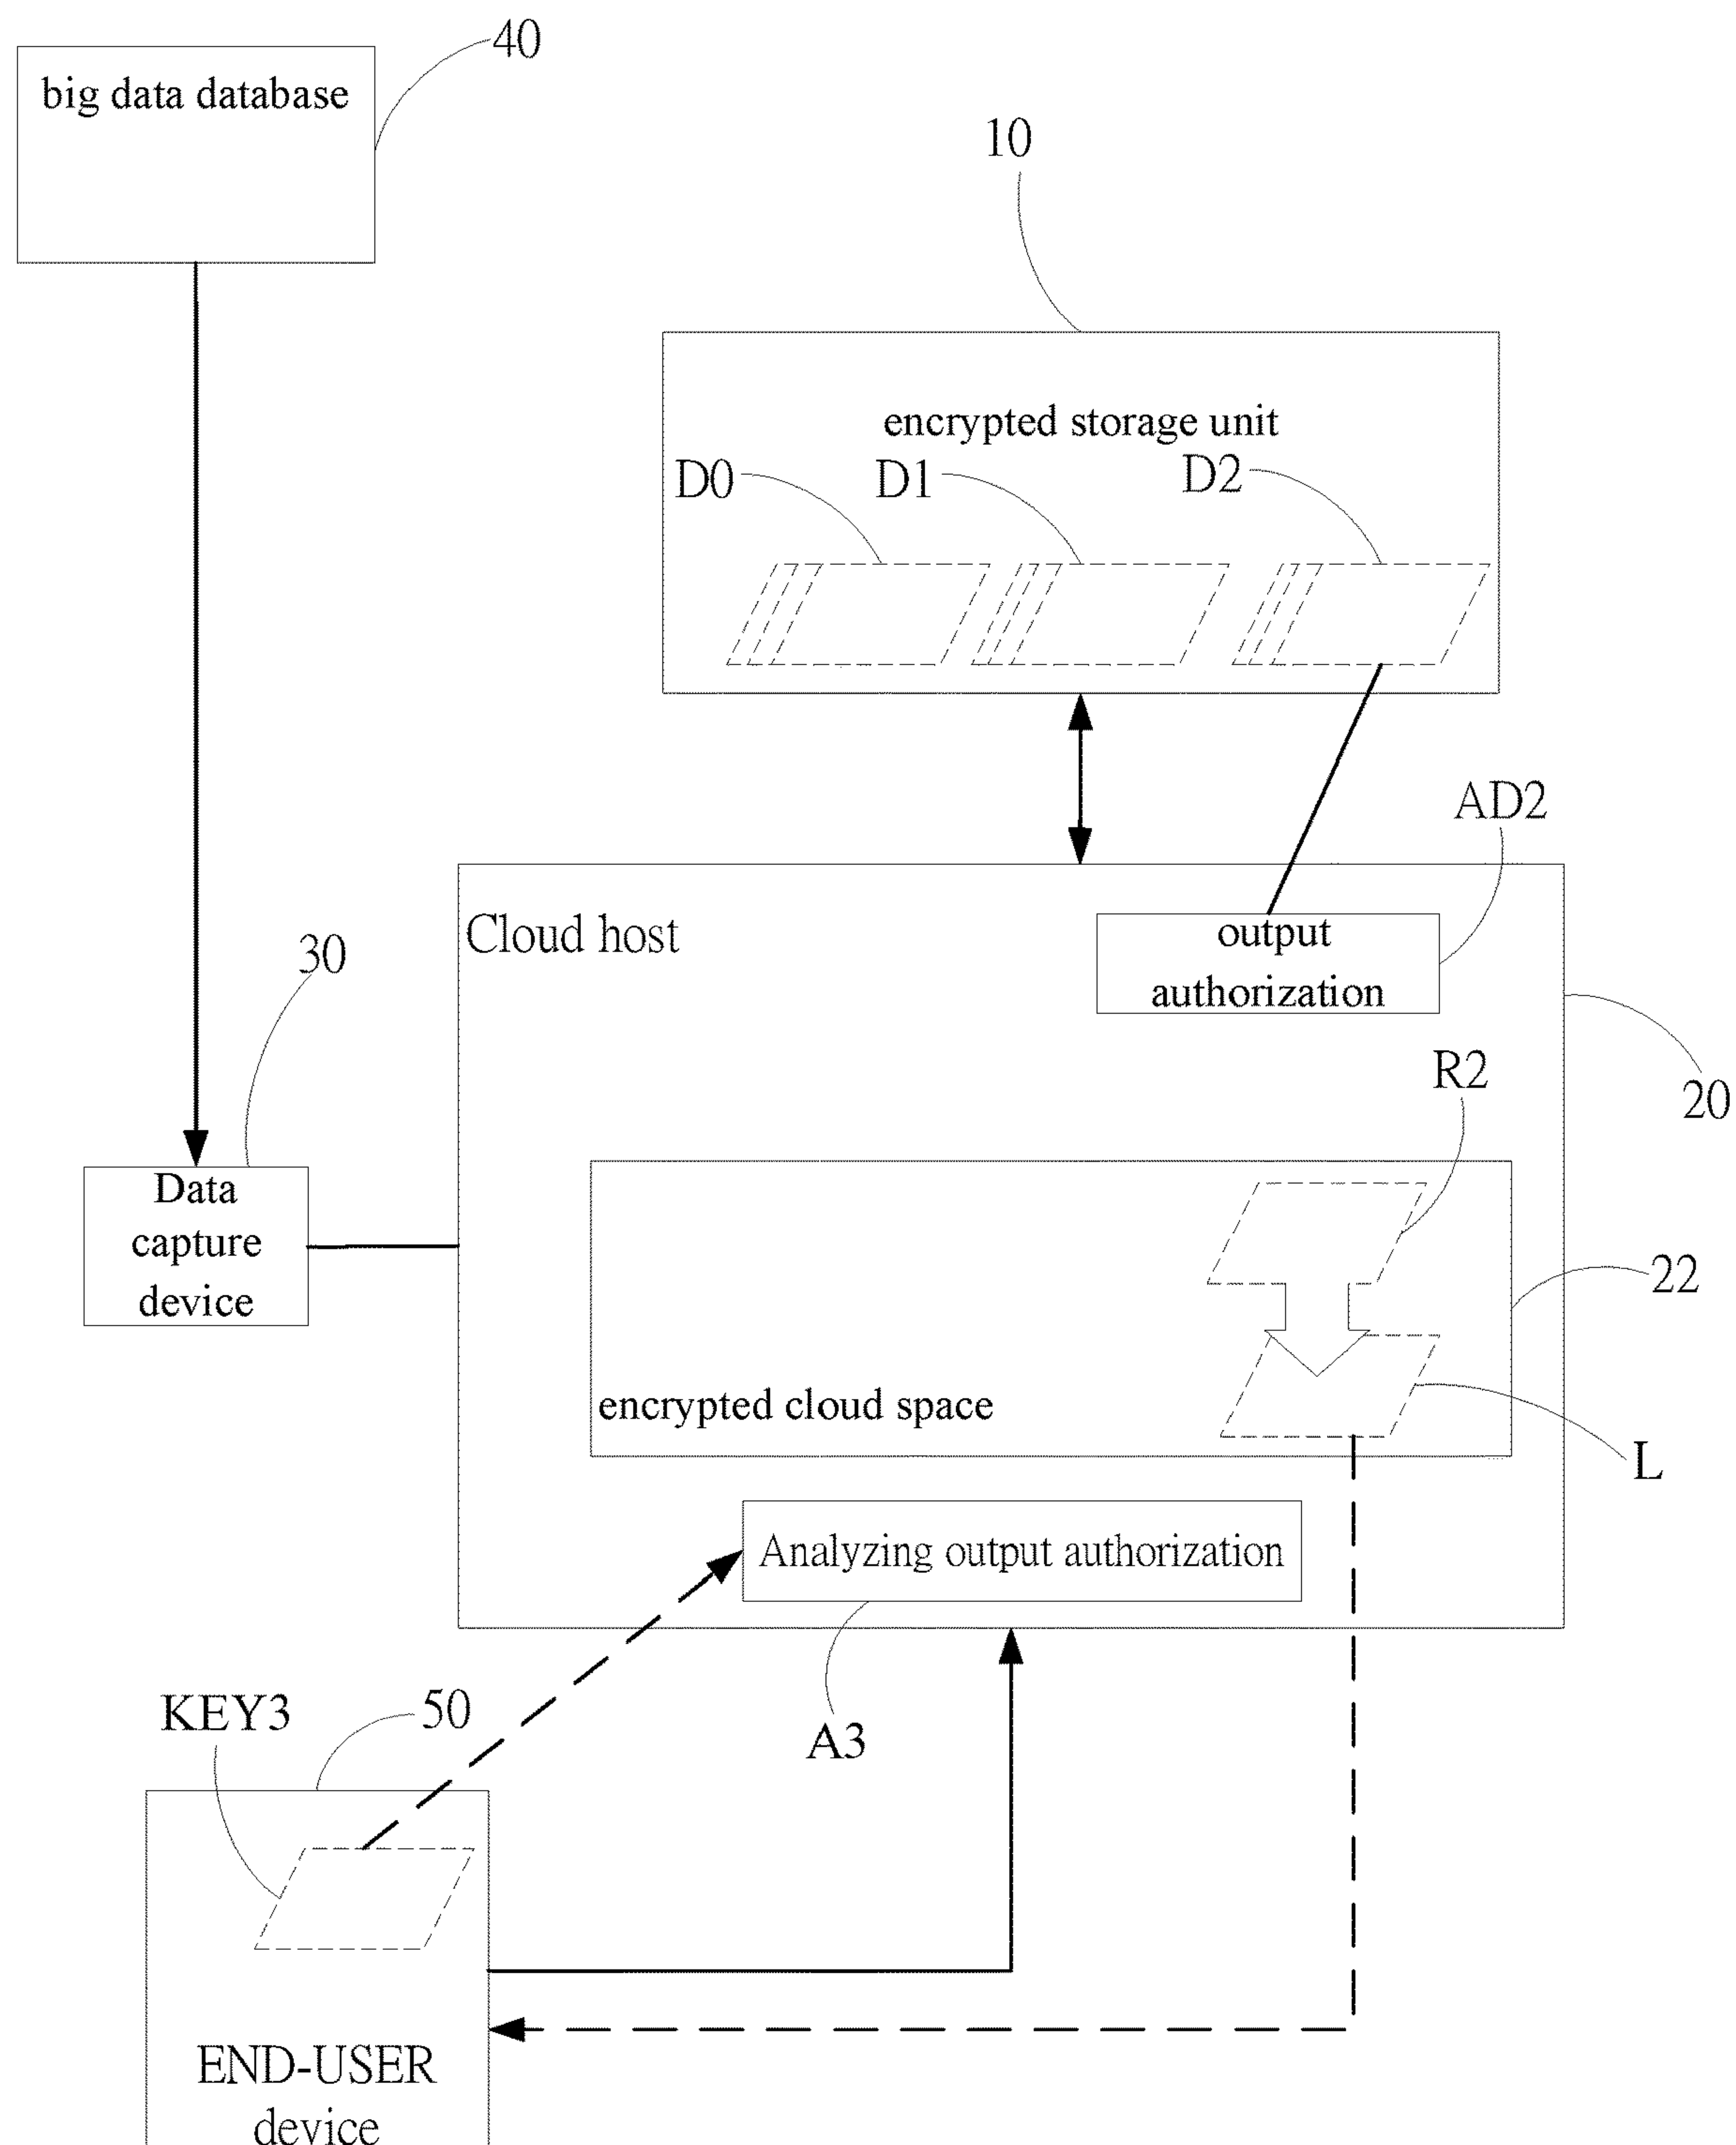 40
big data database
10
encrypted storage unit
D0
D1
D2
AD2
Cloud host
output
authorization
30
20
R2
Data
capture
device
22
encrypted cloud space
L
Analyzing output authorization
KEY3
50
A3
END-USER
device